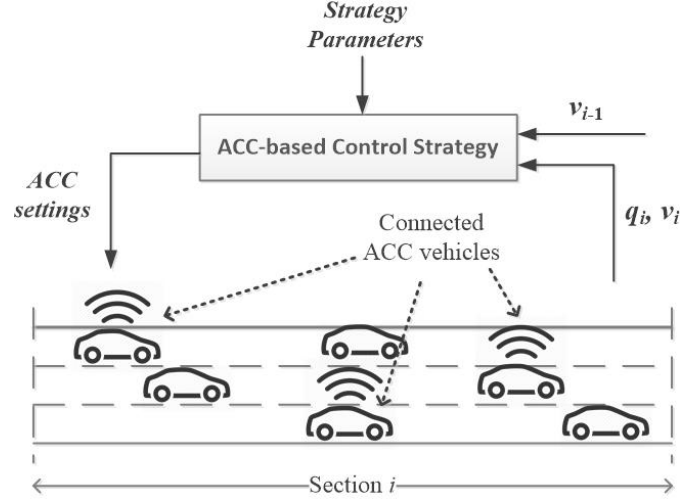 Strategy
Parameters
ACC-based Control Strategy
v_{i-1}
ACC
settings
q_i, v_i
Connected
ACC vehicles
Section i